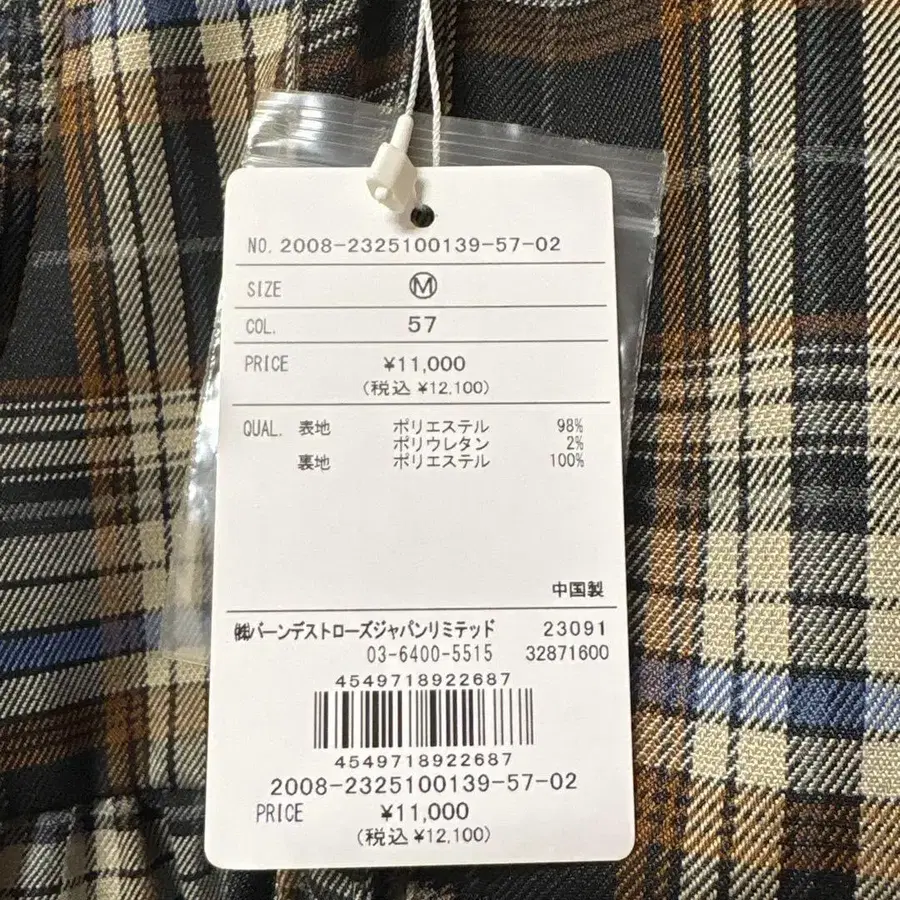 NO. 2008-2325100139-57-02
SIZE Ⓜ
COL. 57
PRICE ¥11,000
(税込 ¥12,100)
QUAL. 表地 ポリエステル 98%
ポリウレタン 2%
裏地 ポリエステル 100%
中国製
㈱バーンデストローズジャパンリミテッド 23091
03-6400-5515 32871600
4549718922687
4549718922687
2008-2325100139-57-02
PRICE ¥11,000
(税込 ¥12,100)